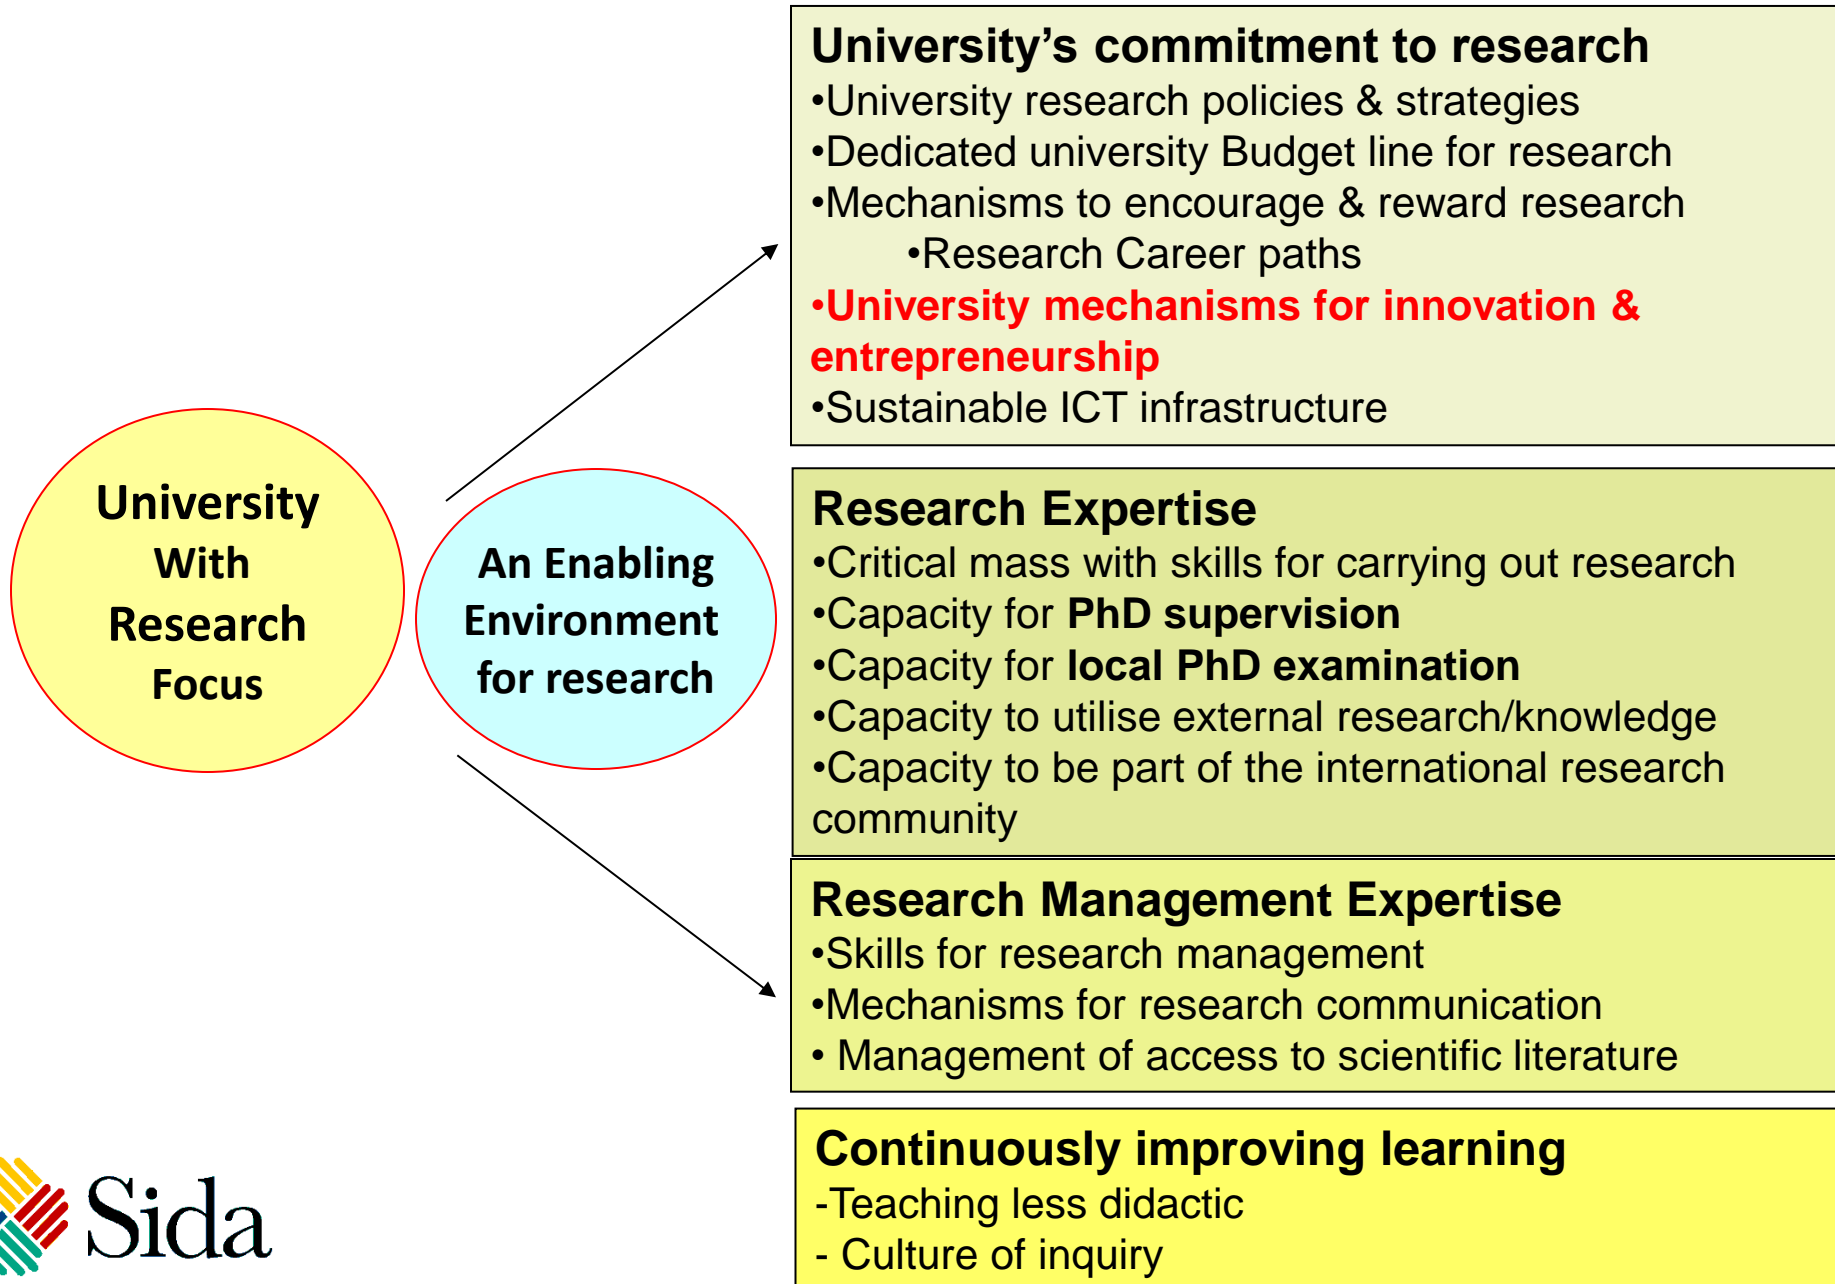 University's commitment to research
•University research policies & strategies
•Dedicated university Budget line for research
•Mechanisms to encourage & reward research
•Research Career paths
•University mechanisms for innovation &
entrepreneurship
•Sustainable ICT infrastructure
University
With
Research
Focus
An Enabling
Environment
for research
Research Expertise
•Critical mass with skills for carrying out research
•Capacity for PhD supervision
•Capacity for local PhD examination
•Capacity to utilise external research/knowledge
•Capacity to be part of the international research
community
Research Management Expertise
•Skills for research management
•Mechanisms for research communication
• Management of access to scientific literature
Continuously improving learning
-Teaching less didactic
- Culture of inquiry
Sida